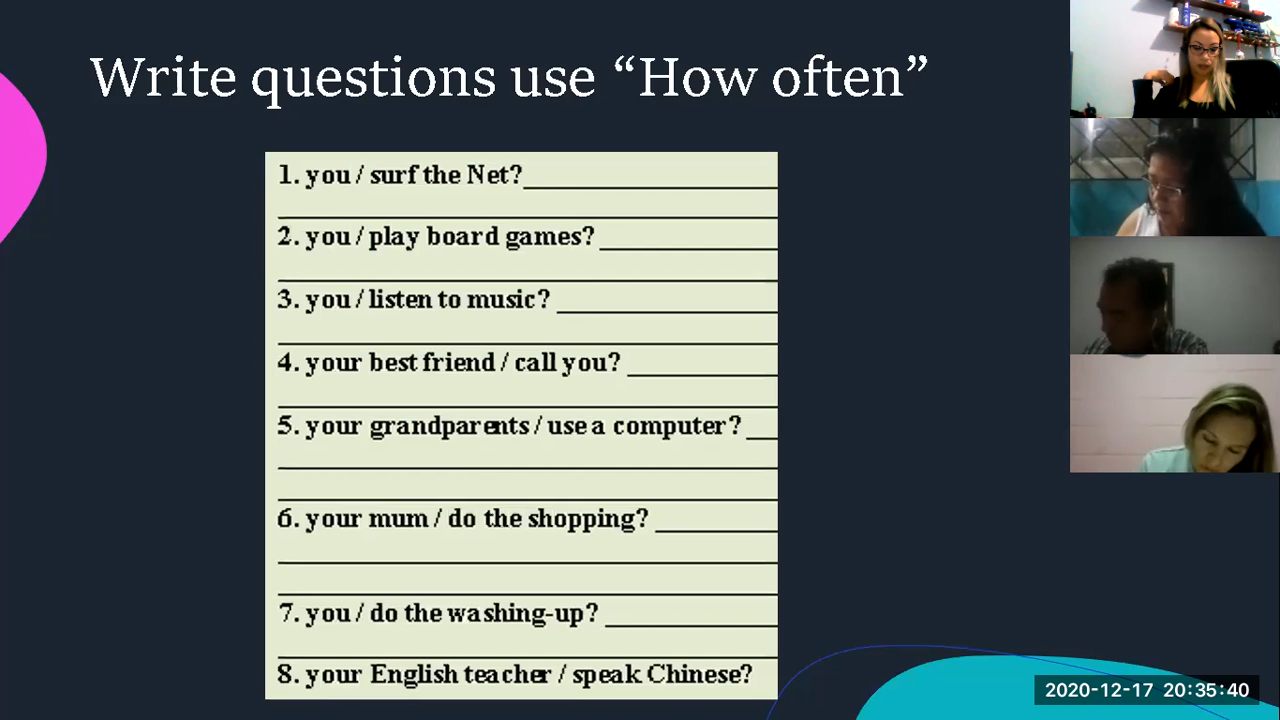 Write questions use “How often”
1. you / surf the Net?
2. you / play board games?
3. you / listen to music?
4. your best friend / call you?
5. your grandparents / use a computer?
6. your mum / do the shopping?
7. you / do the washing-up?
8. your English teacher / speak Chinese?
2020-12-17 20:35:40